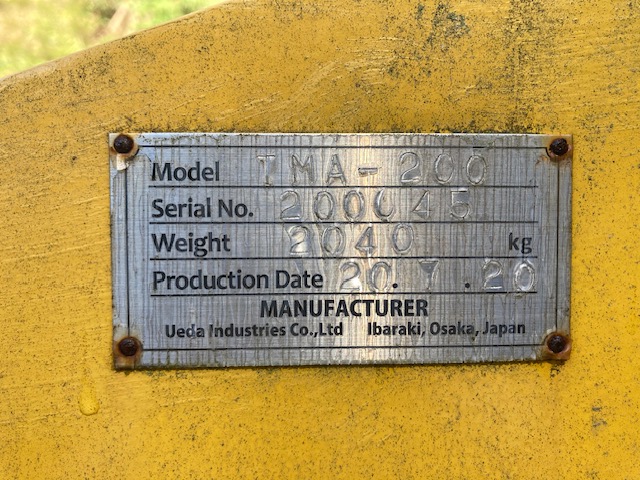 Model TMA-200
Serial No. 2000045
Weight 2040 kg
Production Date 20.7.20
MANUFACTURER
Ueda Industries Co.,Ltd Ibaraki, Osaka, Japan